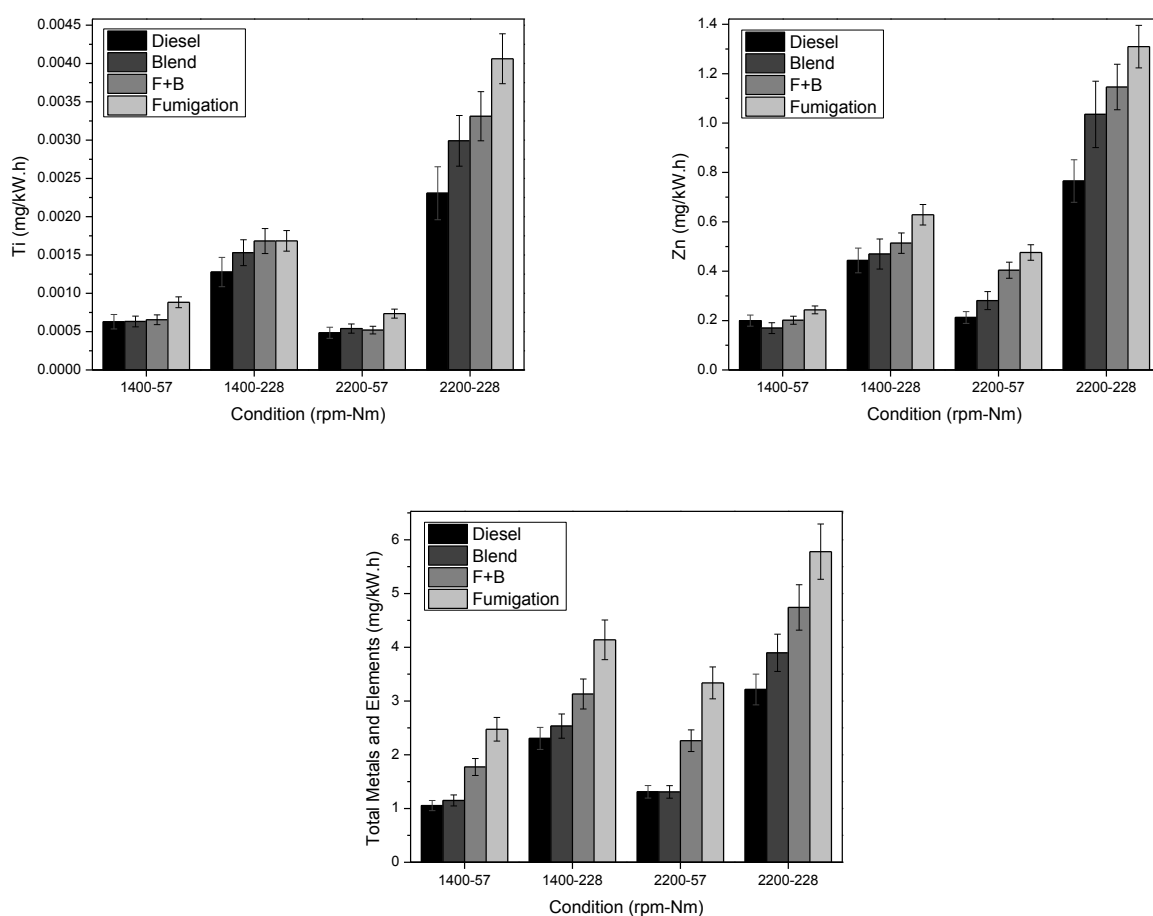 Ti (mg/kW.h)
0.0045
0.0040
0.0035
0.0030
0.0025
0.0020
0.0015
0.0010
0.0005
0.0000
Diesel
Blend
F+B
Fumigation
1400-57 1400-228 2200-57 2200-228
Condition (rpm-Nm)
Zn (mg/kW.h)
1.4
1.2
1.0
0.8
0.6
0.4
0.2
0.0
Diesel
Blend
F+B
Fumigation
1400-57 1400-228 2200-57 2200-228
Condition (rpm-Nm)
Total Metals and Elements (mg/kW.h)
6
5
4
3
2
1
0
Diesel
Blend
F+B
Fumigation
1400-57 1400-228 2200-57 2200-228
Condition (rpm-Nm)